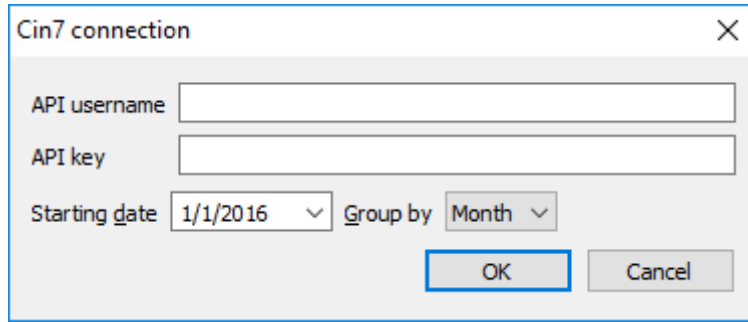 Cin7 connection
API username
API key
Starting date 1/1/2016 Group by Month
OK Cancel